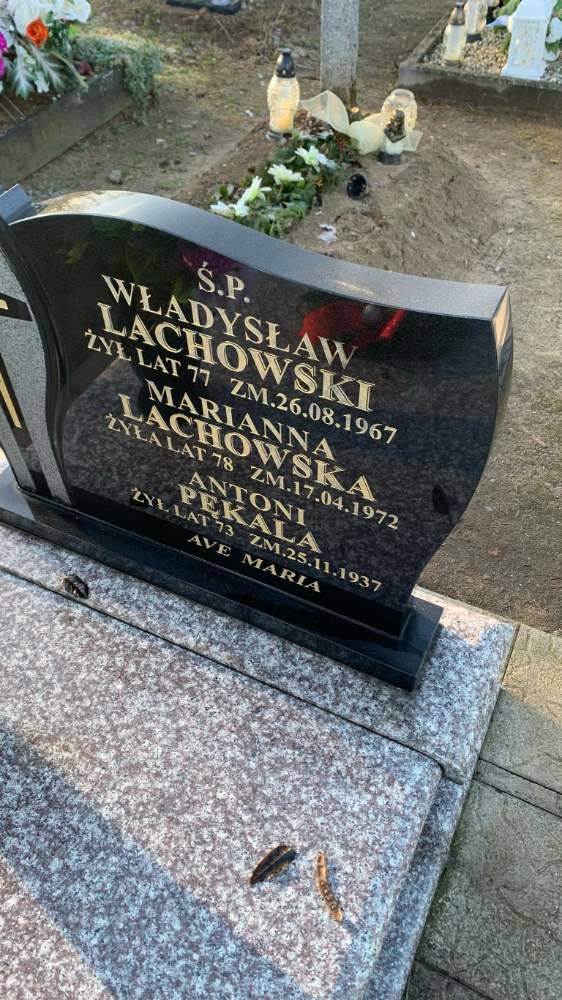 Ś.P.
WŁADYSŁAW
LACHOWSKI
ŻYŁ LAT 77 ZM.26.08.1967
MARIANNA
LACHOWSKA
ŻYŁA LAT 78 ZM.17.04.1972
ANTONI
PĘKALA
ŻYŁ LAT 73 ZM.25.11.1937
AVE MARIA